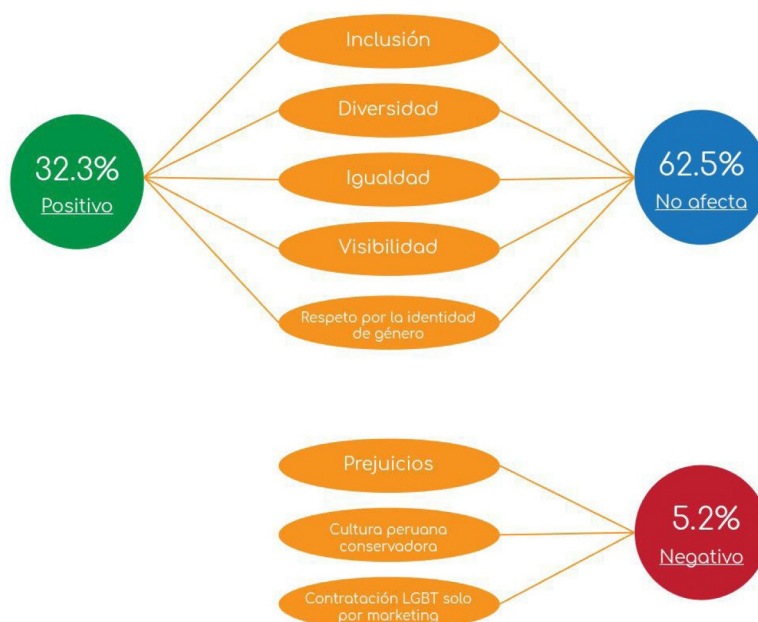 Inclusión
Diversidad
32.3%
Positivo
Igualdad
62.5%
No afecta
Visibilidad
Respeto por la identidad
de género
Prejuicios
Cultura peruana
conservadora
5.2%
Negativo
Contratación LGBT solo
por marketing